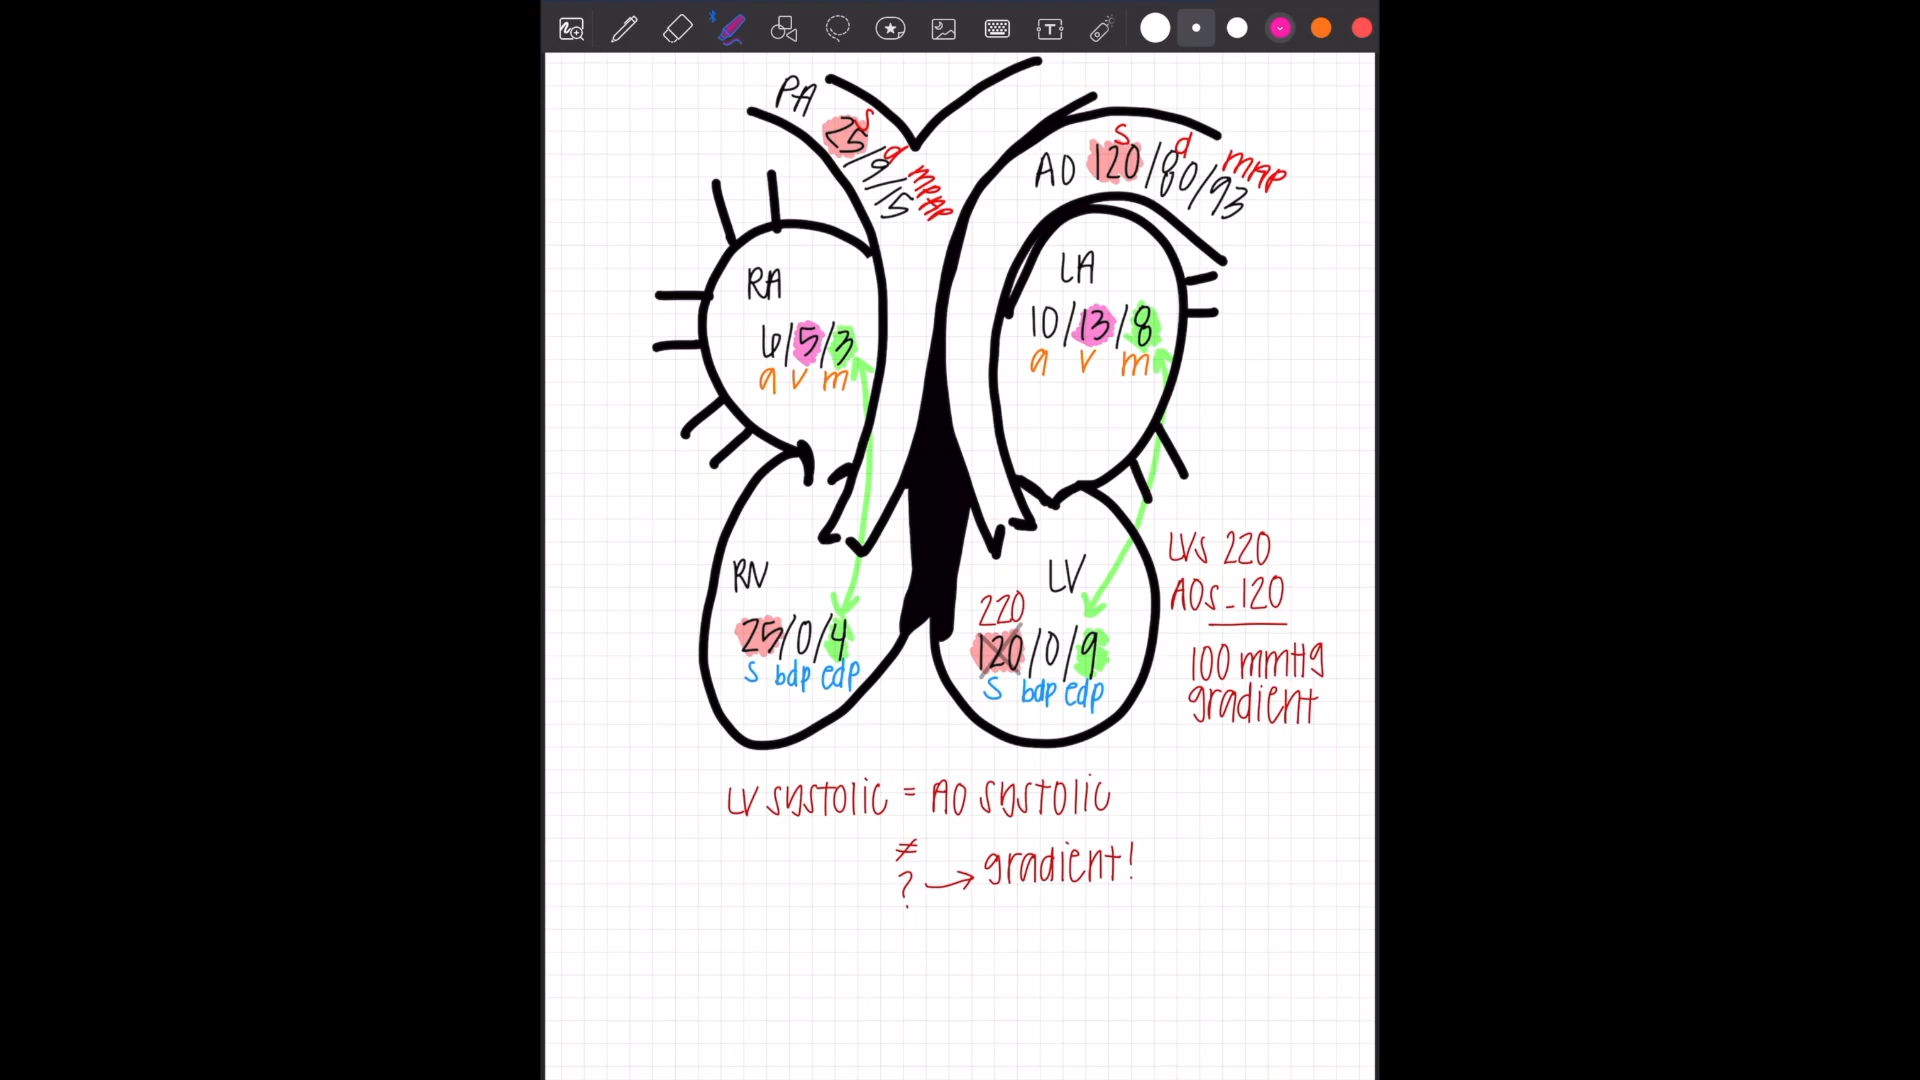 PA
25/9/15
s
d
MPAP
AO 120/80/93
s
d
MAP
RA
6/5/3
a v m
LA
10/13/8
a v m
RV
25/0/4
s bdp edp
LV
220
120/0/9
s bdp edp
LVs 220
AOs -120
100 mmHg
gradient
LV systolic = AO systolic
≠
? → gradient!
T